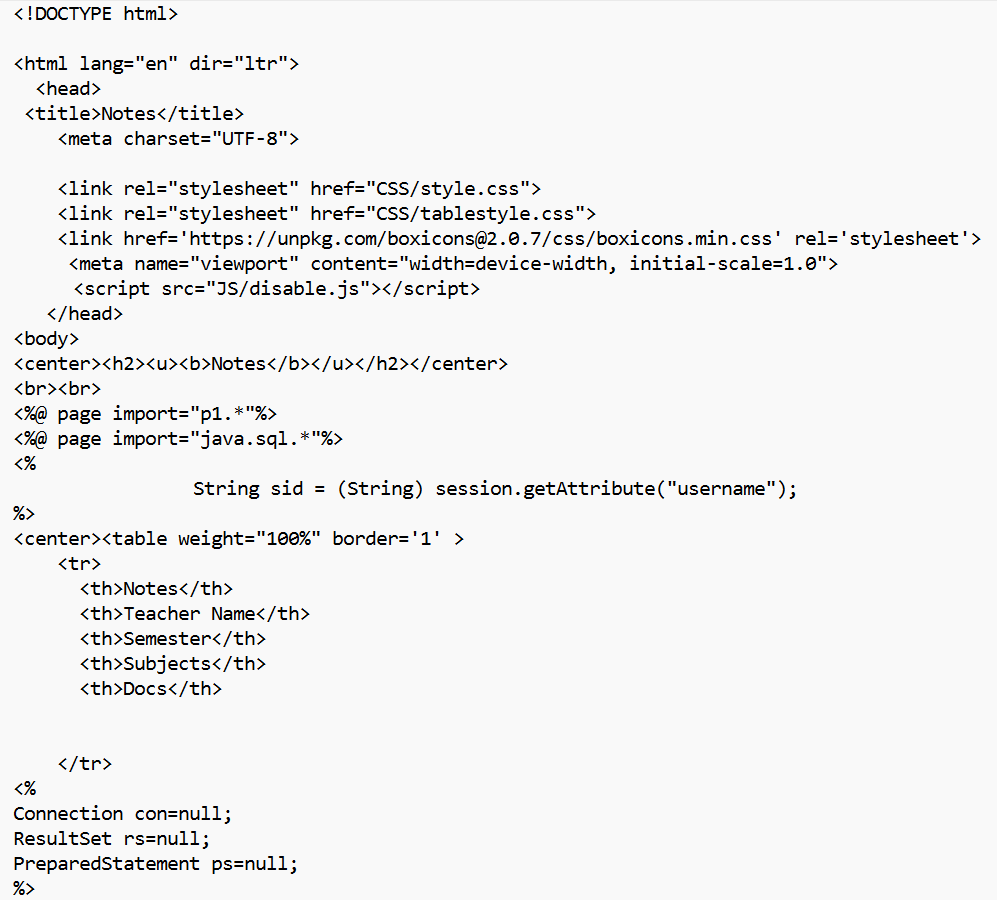 <!DOCTYPE html>
<html lang="en" dir="ltr">
<head>
<title>Notes</title>
<meta charset="UTF-8">
<link rel="stylesheet" href="CSS/style.css">
<link rel="stylesheet" href="CSS/tablestyle.css">
<link href='https://unpkg.com/boxicons@2.0.7/css/boxicons.min.css' rel='stylesheet'>
<meta name="viewport" content="width=device-width, initial-scale=1.0">
<script src="JS/disable.js"></script>
</head>
<body>
<center><h2><u><b>Notes</b></u></h2></center>
<br><br>
<%@ page import="p1.*"%>
<%@ page import="java.sql.*"%>
<%
String sid = (String) session.getAttribute("username");
%>
<center><table weight="100%" border='1' >
<tr>
<th>Notes</th>
<th>Teacher Name</th>
<th>Semester</th>
<th>Subjects</th>
<th>Docs</th>
</tr>
<%
Connection con=null;
ResultSet rs=null;
PreparedStatement ps=null;
%>